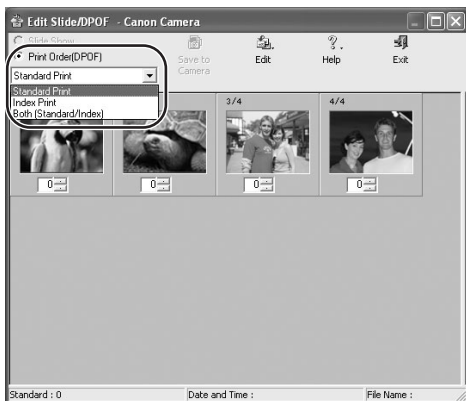 Edit Slide/DPOF - Canon Camera
Slide Show
Print Order(DPOF)
Standard Print
Standard Print
Index Print
Both (Standard/Index)
Save to
Camera
Edit
Help
Exit
3/4
4/4
0
0
0
0
Standard : 0
Date and Time :
File Name :